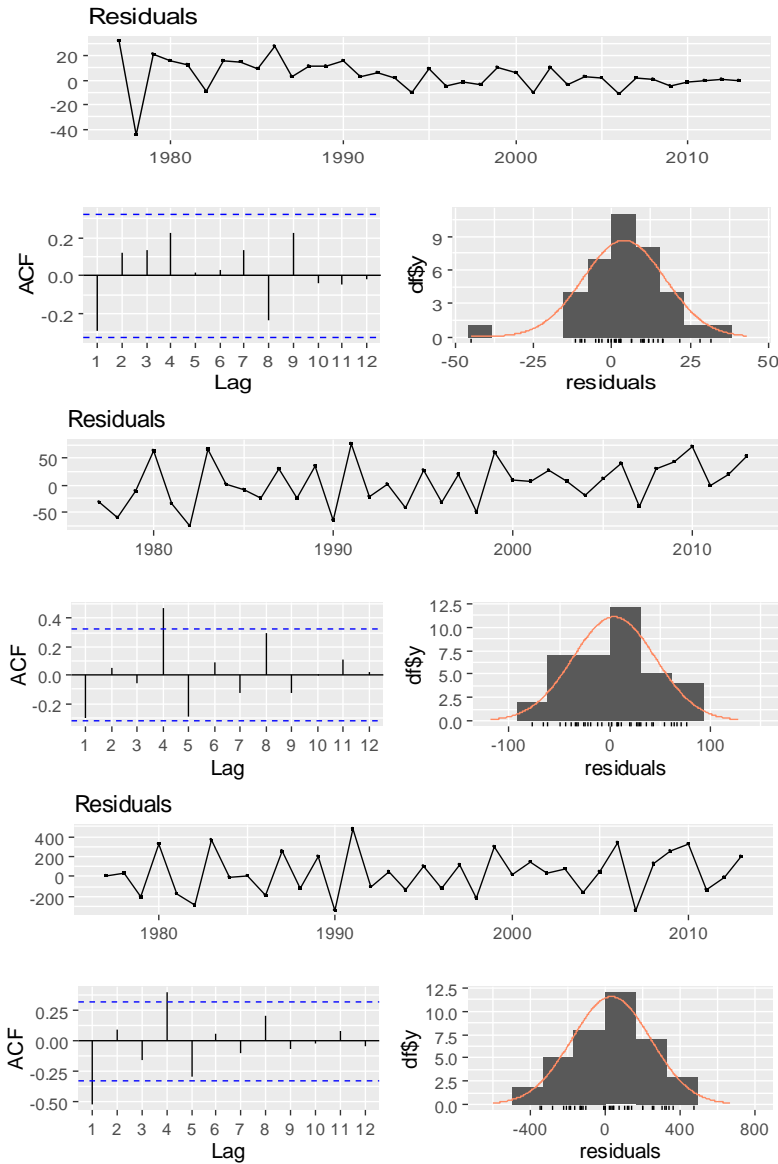 Residuals
20
0
-20
-40
1980 1990 2000 2010
ACF
0.2
0.0
-0.2
1 2 3 4 5 6 7 8 9 10 11 12
Lag
df$y
9
6
3
0
-50 -25 0 25 50
residuals
Residuals
50
0
-50
1980 1990 2000 2010
ACF
0.4
0.2
0.0
-0.2
1 2 3 4 5 6 7 8 9 10 11 12
Lag
df$y
12.5
10.0
7.5
5.0
2.5
0.0
-100 0 100
residuals
Residuals
400
200
0
-200
1980 1990 2000 2010
ACF
0.25
0.00
-0.25
-0.50
1 2 3 4 5 6 7 8 9 10 11 12
Lag
df$y
12.5
10.0
7.5
5.0
2.5
0.0
-400 0 400 800
residuals